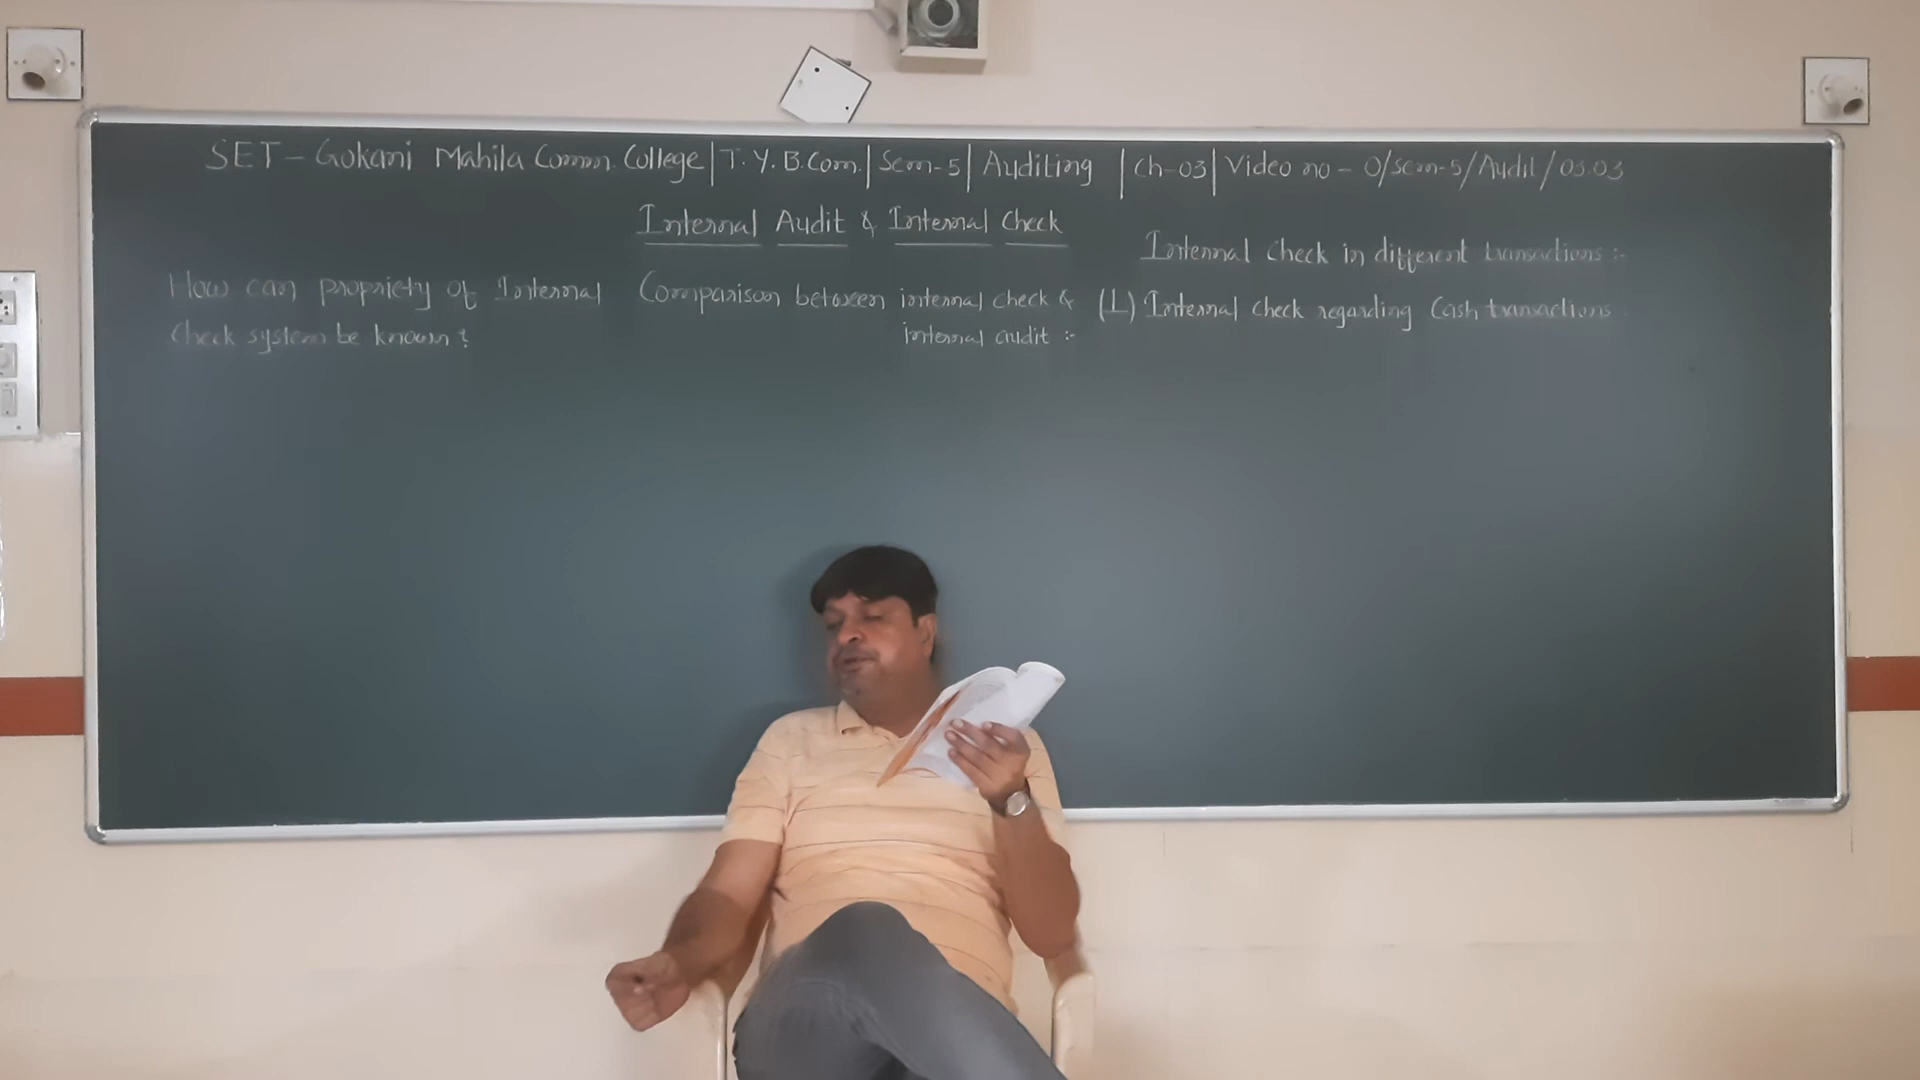 SET - Gokani Mahila Comm. College | T. Y. B.Com. | Sem-5 | Auditing | Ch-03 | Video no - O/Sem-5/Audit/03.03
Internal Audit & Internal Check
How can propriety of Internal
Check system be known?
Comparison between internal check &
internal audit :-
Internal Check in different transactions :-
(1) Internal Check regarding Cash transactions